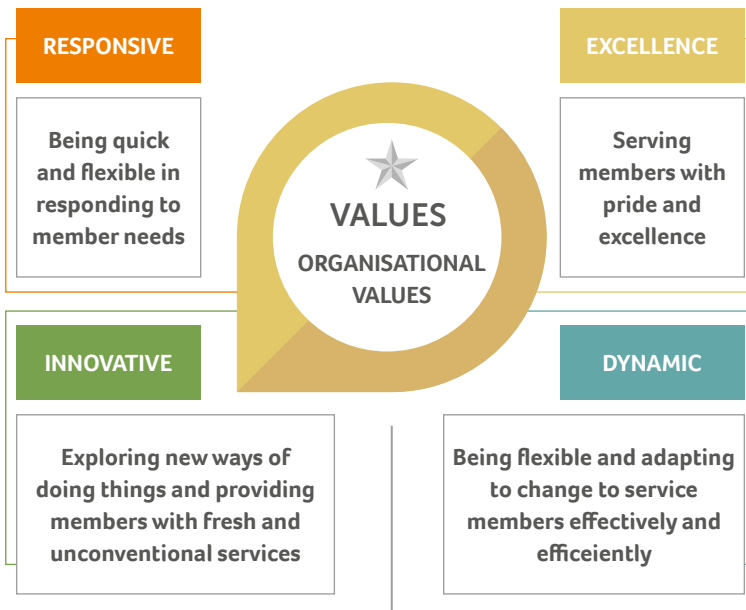 RESPONSIVE
Being quick
and flexible in
responding to
member needs
EXCELLENCE
Serving
members with
pride and
excellence
VALUES
ORGANISATIONAL
VALUES
INNOVATIVE
Exploring new ways of
doing things and providing
members with fresh and
unconventional services
DYNAMIC
Being flexible and adapting
to change to service
members effectively and
efficeiently